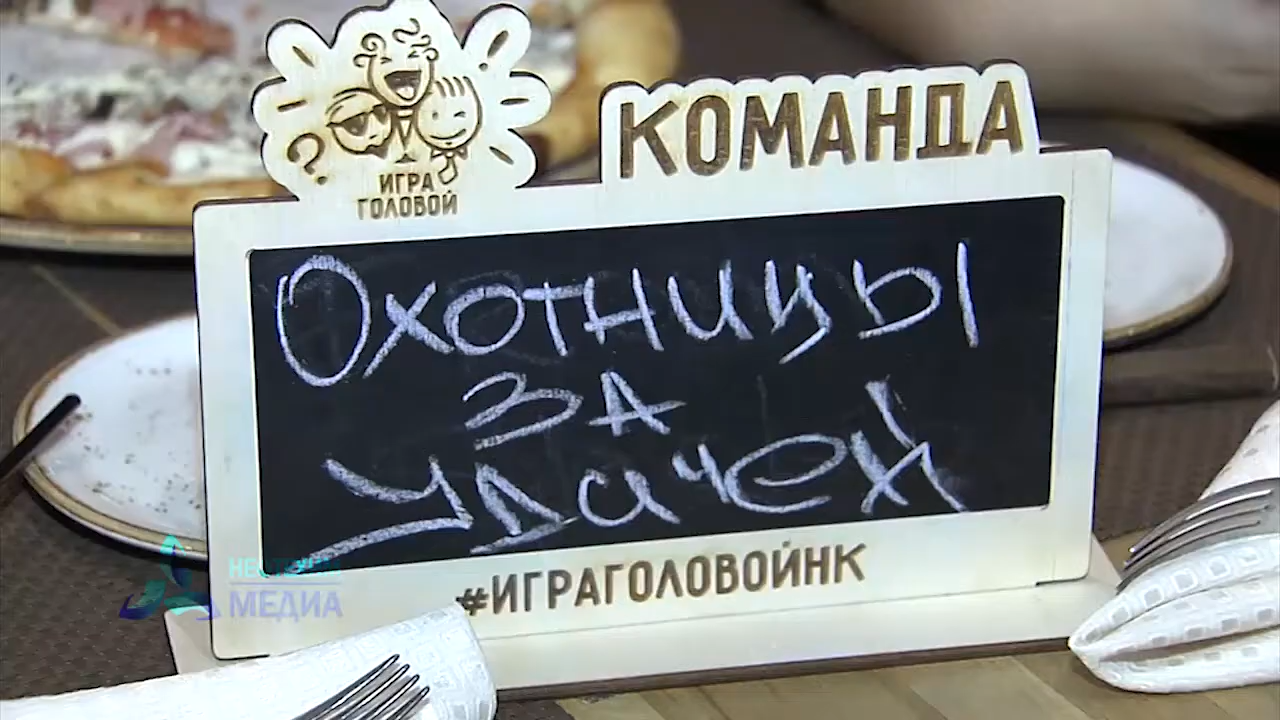 ИГРА
ГОЛОВОЙ
КОМАНДА
Охотницы
за
удачей
#ИГРАГОЛОВОЙНК
МЕДИА